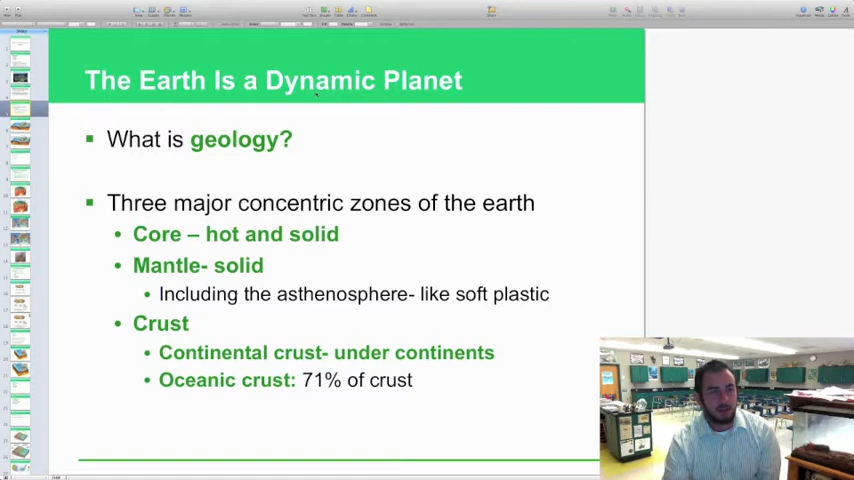 The Earth Is a Dynamic Planet
What is geology?
Three major concentric zones of the earth
Core – hot and solid
Mantle- solid
Including the asthenosphere- like soft plastic
Crust
Continental crust- under continents
Oceanic crust: 71% of crust